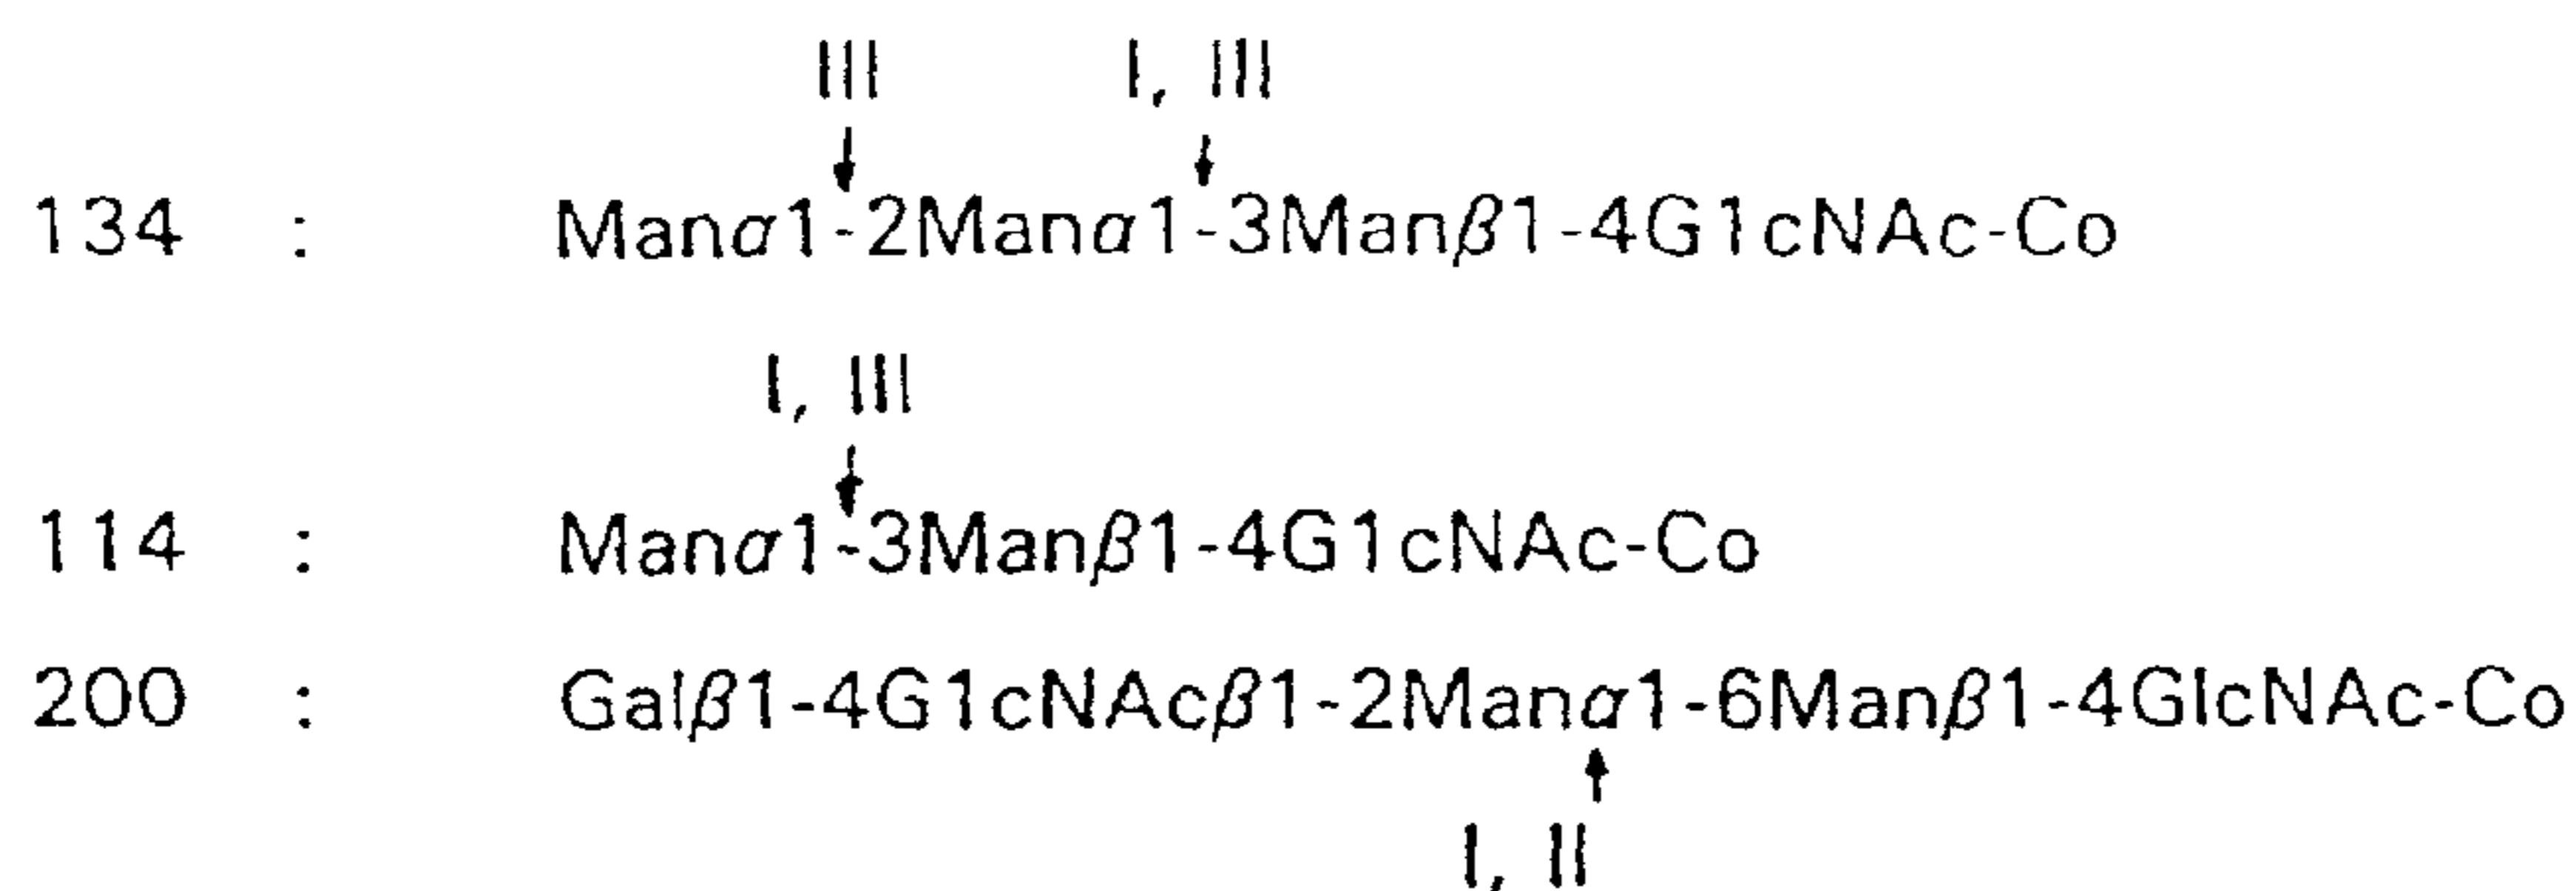 III I, III
134 : Manα1-2Manα1-3Manβ1-4G1cNAc-Co
I, III
114 : Manα1-3Manβ1-4G1cNAc-Co
200 : Galβ1-4G1cNAcβ1-2Manα1-6Manβ1-4GlcNAc-Co
I, II